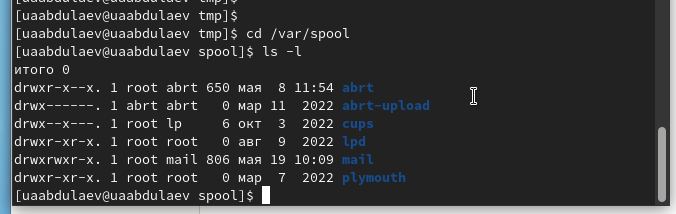 [uaabdulaev@uaabdulaev tmp]$
[uaabdulaev@uaabdulaev tmp]$
[uaabdulaev@uaabdulaev tmp]$ cd /var/spool
[uaabdulaev@uaabdulaev spool]$ ls -l
итого 0
drwxr-x--x. 1 root abrt 650 мая  8 11:54 abrt
drwx------. 1 abrt abrt   0 мар 11  2022 abrt-upload
drwx--x---. 1 root lp     6 окт  3  2022 cups
drwxr-xr-x. 1 root root   0 авг  9  2022 lpd
drwxrwxr-x. 1 root mail 806 мая 19 10:09 mail
drwxr-xr-x. 1 root root   0 мар  7  2022 plymouth
[uaabdulaev@uaabdulaev spool]$